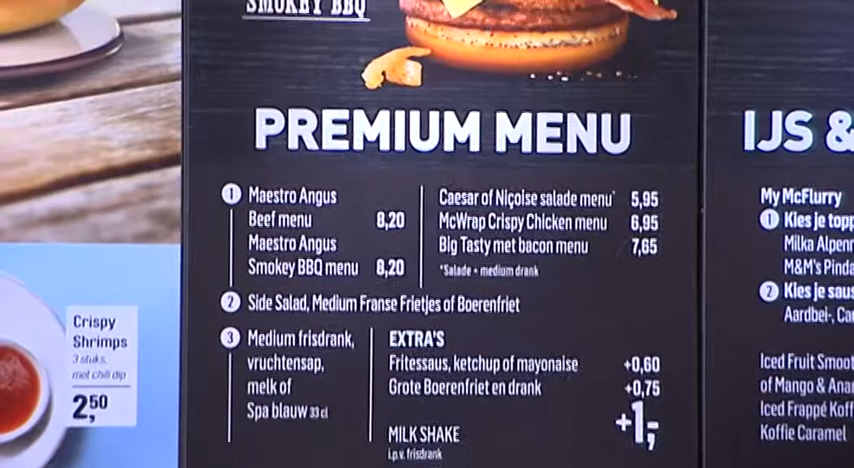 SMOKEY BBQ
PREMIUM MENU
1 Maestro Angus
Beef menu 8,20
Maestro Angus
Smokey BBQ menu 8,20
Caesar of Niçoise salade menu* 5,95
McWrap Crispy Chicken menu 6,95
Big Tasty met bacon menu 7,65
*Salade + medium drank
2 Side Salad, Medium Franse Frietjes of Boerenfriet
3 Medium frisdrank,
vruchtensap,
melk of
Spa blauw 33 cl
EXTRA'S
Fritessaus, ketchup of mayonaise +0,60
Grote Boerenfriet en drank +0,75
MILK SHAKE +1,-
i.p.v. frisdrank
Crispy
Shrimps
3 stuks,
met chili dip
2,50
IJS &
My McFlurry
1 Kies je topp
Milka Alpenr
M&M's Pinda
2 Kies je saus
Aardbei-, Car
Iced Fruit Smoot
of Mango & Anan
Iced Frappé Koff
Koffie Caramel